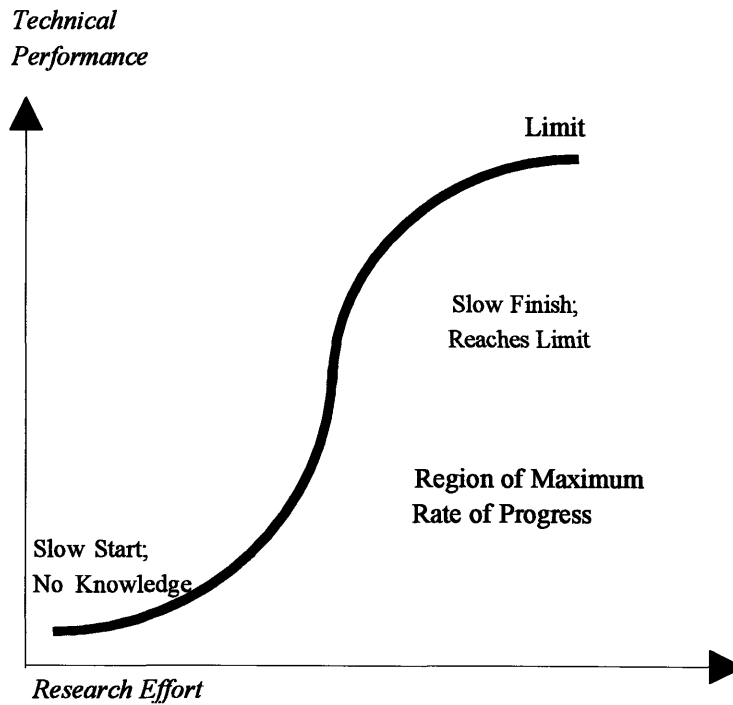 Technical
Performance
Limit
Slow Finish;
Reaches Limit
Region of Maximum
Rate of Progress
Slow Start;
No Knowledge
Research Effort